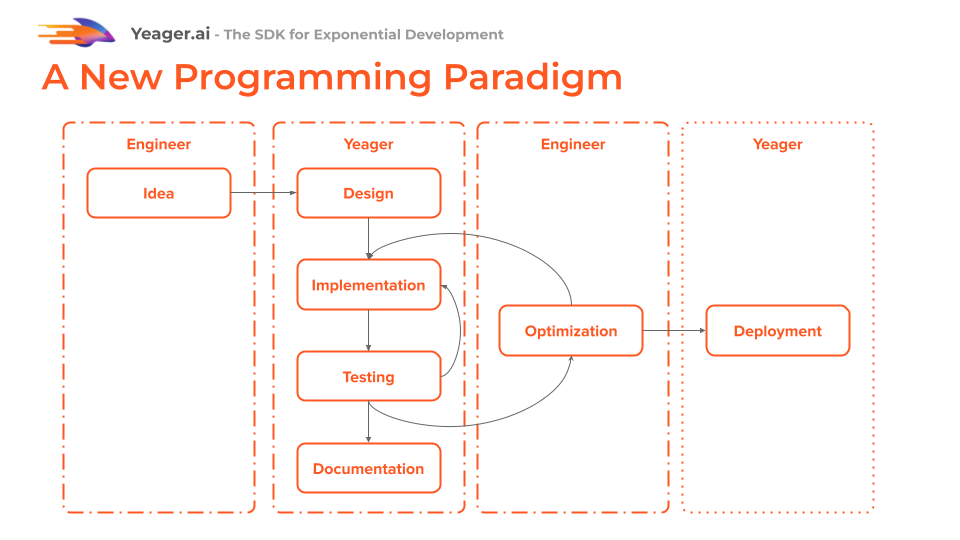 Yeager.ai - The SDK for Exponential Development
A New Programming Paradigm
Engineer
Yeager
Engineer
Yeager
Idea
Design
Implementation
Optimization
Deployment
Testing
Documentation